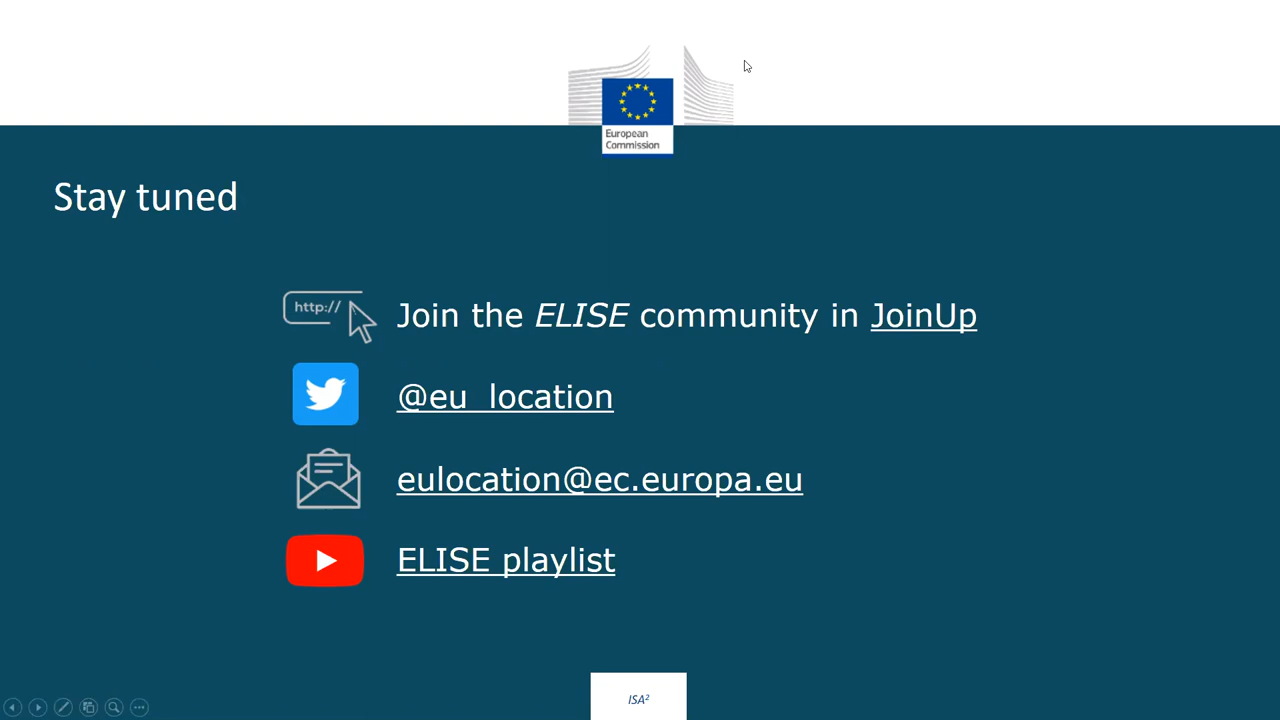 European
Commission
Stay tuned
http://
Join the ELISE community in JoinUp
@eu_location
eulocation@ec.europa.eu
ELISE playlist
ISA²